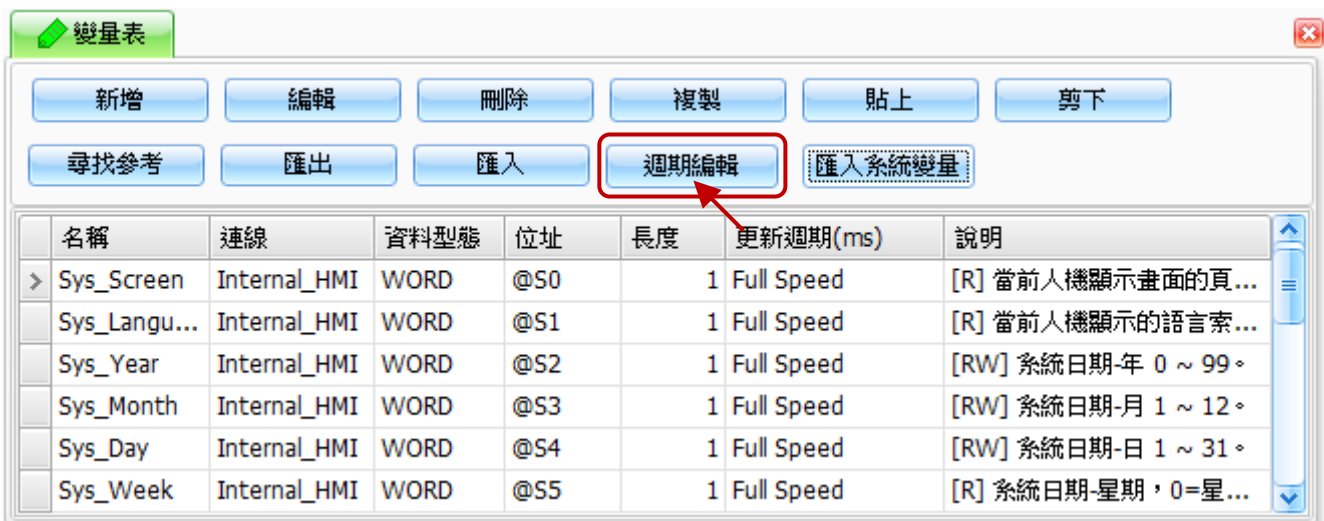 變量表
新增 編輯 刪除 複製 貼上 剪下
尋找參考 匯出 匯入 週期編輯 匯入系統變量
名稱 連線 資料型態 位址 長度 更新週期(ms) 說明
Sys_Screen Internal_HMI WORD @S0 1 Full Speed [R] 當前人機顯示畫面的頁...
Sys_Langu... Internal_HMI WORD @S1 1 Full Speed [R] 當前人機顯示的語言索...
Sys_Year Internal_HMI WORD @S2 1 Full Speed [RW] 系統日期-年 0 ~ 99。
Sys_Month Internal_HMI WORD @S3 1 Full Speed [RW] 系統日期-月 1 ~ 12。
Sys_Day Internal_HMI WORD @S4 1 Full Speed [RW] 系統日期-日 1 ~ 31。
Sys_Week Internal_HMI WORD @S5 1 Full Speed [R] 系統日期-星期，0=星...